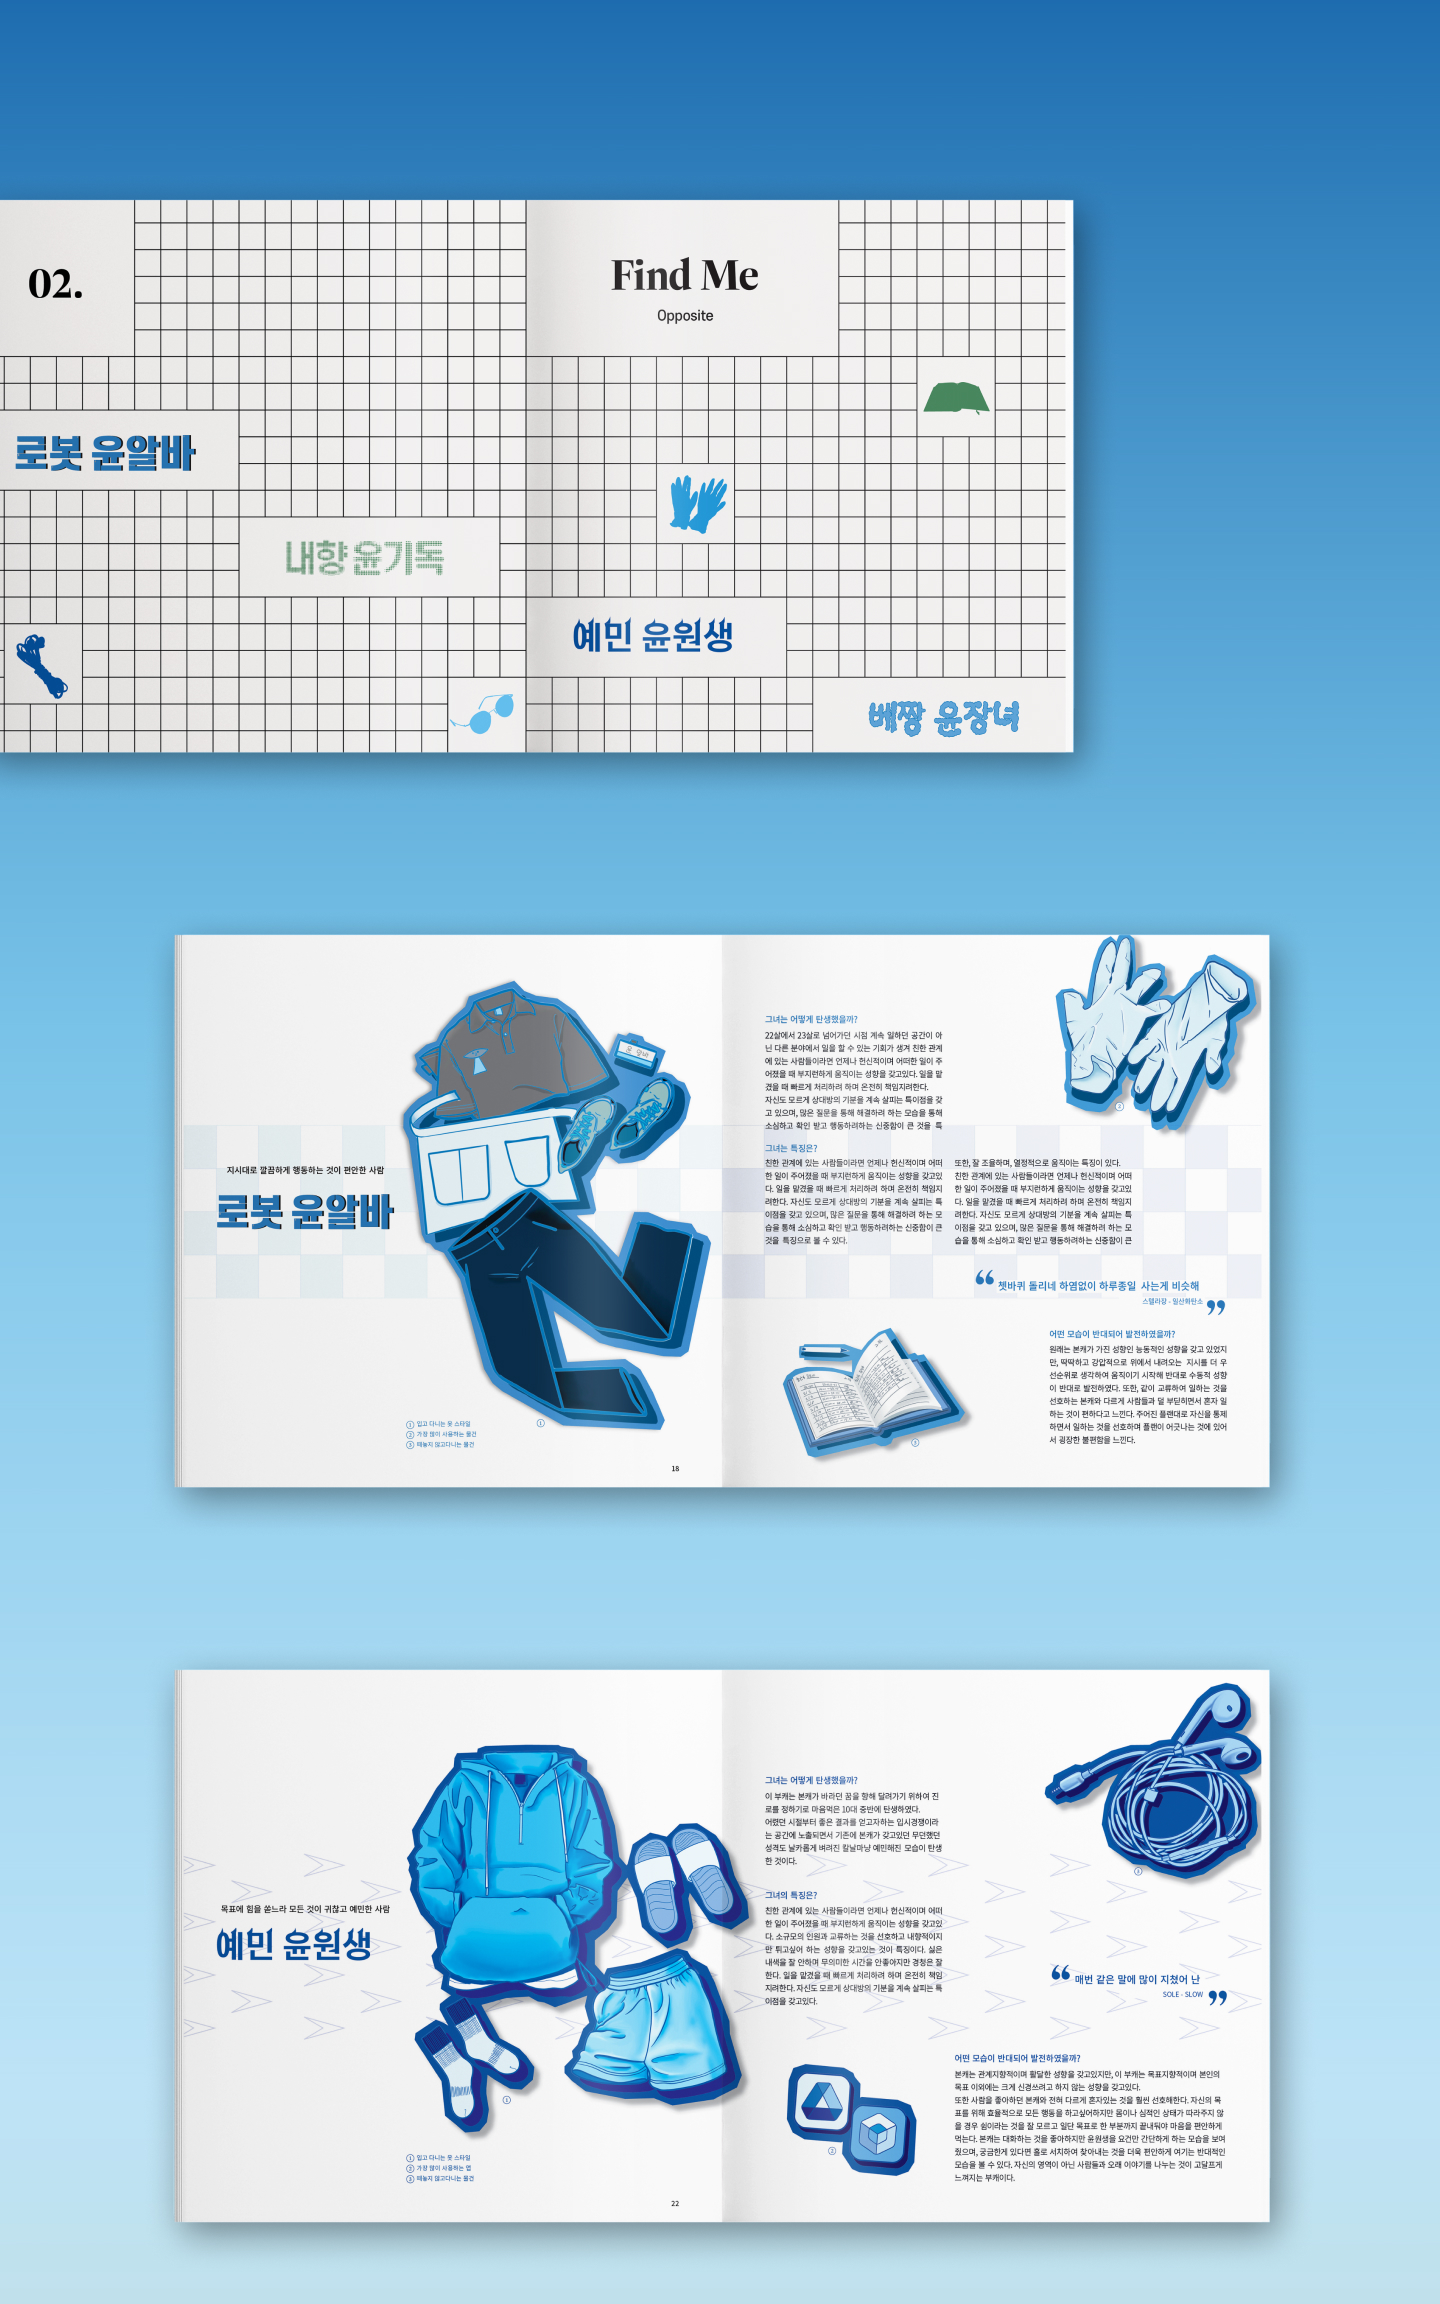 02.
Find Me
Opposite
로봇 윤알바
내향 윤기독
예민 윤원생
베짱 윤장녀
지시대로 깔끔하게 행동하는 것이 편안한 사람
로봇 윤알바
① 입고 다니는 옷 스타일
② 가장 많이 사용하는 물건
③ 떼놓지 않고다니는 물건
18
그녀는 어떻게 탄생했을까?
22살에서 23살로 넘어가던 시점 계속 일하던 공간이 아
닌 다른 분야에서 일을 할 수 있는 기회가 생겨 친한 관계
에 있는 사람들이라면 언제나 헌신적이며 어떠한 일이 주
어졌을 때 부지런하게 움직이는 성향을 갖고있다. 일을 맡
겼을 때 빠르게 처리하려 하며 온전히 책임지려한다.
자신도 모르게 상대방의 기분을 계속 살피는 특이점을 갖
고 있으며, 많은 질문을 통해 해결하려 하는 모습을 통해
소심하고 확인 받고 행동하려하는 신중함이 큰 것을 특
그녀는 특징은?
친한 관계에 있는 사람들이라면 언제나 헌신적이며 어떠
한 일이 주어졌을 때 부지런하게 움직이는 성향을 갖고있
다. 일을 맡겼을 때 빠르게 처리하려 하며 온전히 책임지
려한다. 자신도 모르게 상대방의 기분을 계속 살피는 특
이점을 갖고 있으며, 많은 질문을 통해 해결하려 하는 모
습을 통해 소심하고 확인 받고 행동하려하는 신중함이 큰
것을 특징으로 볼 수 있다.
또한, 잘 조율하며, 열정적으로 움직이는 특징이 있다.
친한 관계에 있는 사람들이라면 언제나 헌신적이며 어떠
한 일이 주어졌을 때 부지런하게 움직이는 성향을 갖고있
다. 일을 맡겼을 때 빠르게 처리하려 하며 온전히 책임지
려한다. 자신도 모르게 상대방의 기분을 계속 살피는 특
이점을 갖고 있으며, 많은 질문을 통해 해결하려 하는 모
습을 통해 소심하고 확인 받고 행동하려하는 신중함이 큰
“ 쳇바퀴 돌리네 하염없이 하루종일 사는게 비슷해
스텔라장 - 일산화탄소 ”
어떤 모습이 반대되어 발전하였을까?
원래는 본캐가 가진 성향인 능동적인 성향을 갖고 있었지
만, 딱딱하고 강압적으로 위에서 내려오는 지시를 더 우
선순위로 생각하여 움직이기 시작해 반대로 수동적 성향
이 반대로 발전하였다. 또한, 같이 교류하여 일하는 것을
선호하는 본캐와 다르게 사람들과 덜 부딛히면서 혼자 일
하는 것이 편하다고 느낀다. 주어진 플랜대로 자신을 통제
하면서 일하는 것을 선호하며 플랜이 어긋나는 것에 있어
서 굉장한 불편함을 느낀다.
목표에 힘을 쏟느라 모든 것이 귀찮고 예민한 사람
예민 윤원생
① 입고 다니는 옷 스타일
② 가장 많이 사용하는 앱
③ 떼놓지 않고다니는 물건
22
그녀는 어떻게 탄생했을까?
이 부캐는 본캐가 바라던 꿈을 향해 달려가기 위하여 진
로를 정하기로 마음먹은 10대 중반에 탄생하였다.
어렸던 시절부터 좋은 결과를 얻고자하는 입시경쟁이라
는 공간에 노출되면서 기존에 본캐가 갖고있던 무던했던
성격도 날카롭게 벼려진 칼날마냥 예민해진 모습이 탄생
한 것이다.
그녀의 특징은?
친한 관계에 있는 사람들이라면 언제나 헌신적이며 어떠
한 일이 주어졌을 때 부지런하게 움직이는 성향을 갖고있
다. 소규모의 인원과 교류하는 것을 선호하고 내향적이지
만 튀고싶어 하는 성향을 갖고있는 것이 특징이다. 싫은
내색을 잘 안하며 무의미한 시간을 안좋아지만 경청은 잘
한다. 일을 맡겼을 때 빠르게 처리하려 하며 온전히 책임
지려한다. 자신도 모르게 상대방의 기분을 계속 살피는 특
이점을 갖고있다.
“ 매번 같은 말에 많이 지쳤어 난
SOLE - SLOW ”
어떤 모습이 반대되어 발전하였을까?
본캐는 관계지향적이며 활달한 성향을 갖고있지만, 이 부캐는 목표지향적이며 본인의
목표 이외에는 크게 신경쓰려고 하지 않는 성향을 갖고있다.
또한 사람을 좋아하던 본캐와 전혀 다르게 혼자있는 것을 훨씬 선호해한다. 자신의 목
표를 위해 효율적으로 모든 행동을 하고싶어하지만 몸이나 심적인 상태가 따라주지 않
을 경우 쉼이라는 것을 잘 모르고 일단 목표로 한 부분까지 끝내둬야 마음을 편안하게
먹는다. 본캐는 대화하는 것을 좋아하지만 윤원생을 요건만 간단하게 하는 모습을 보여
줬으며, 궁금한게 있다면 홀로 서치하여 찾아내는 것을 더욱 편안하게 여기는 반대적인
모습을 볼 수 있다. 자신의 영역이 아닌 사람들과 오래 이야기를 나누는 것이 고달프게
느껴지는 부캐이다.